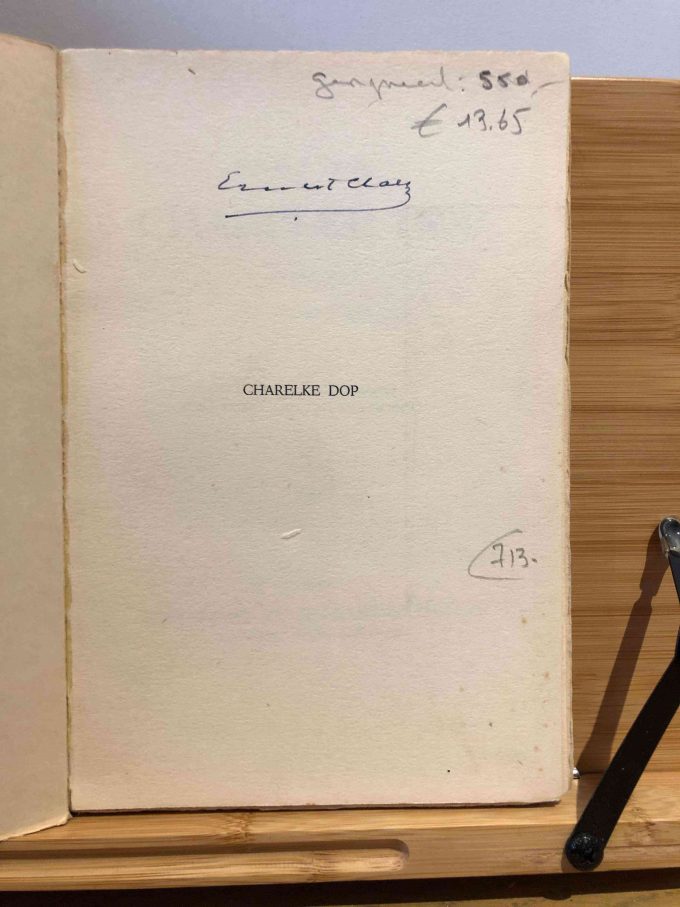 gesigneerd: 550,-
€ 13.65
Ernest Claes
CHARELKE DOP
713.